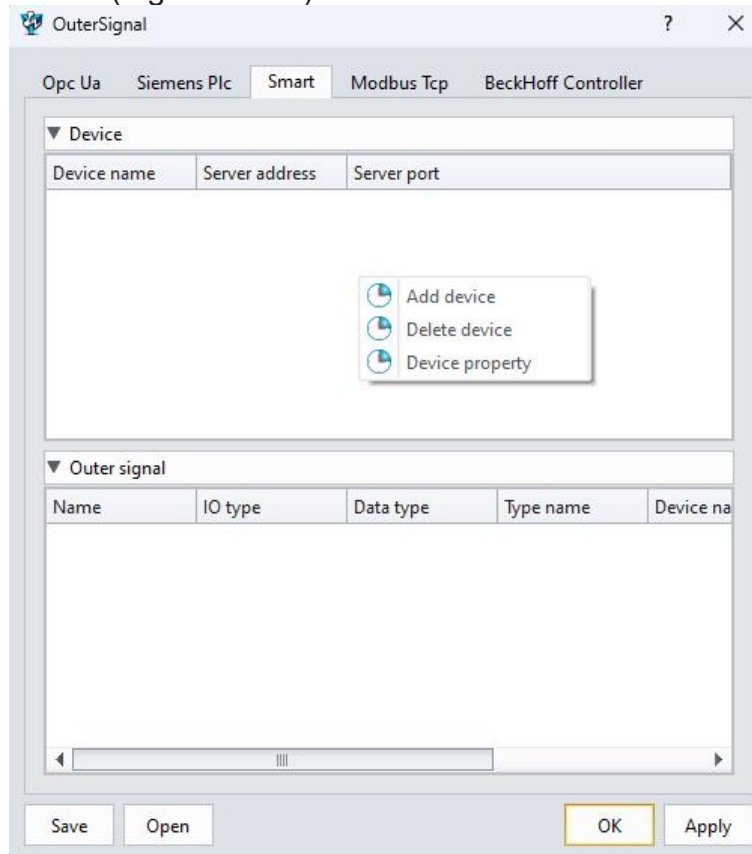 OuterSignal ? ×
Opc Ua Siemens Plc Smart Modbus Tcp BeckHoff Controller
Device
Device name Server address Server port
Add device
Delete device
Device property
Outer signal
Name IO type Data type Type name Device na
Save Open OK Apply